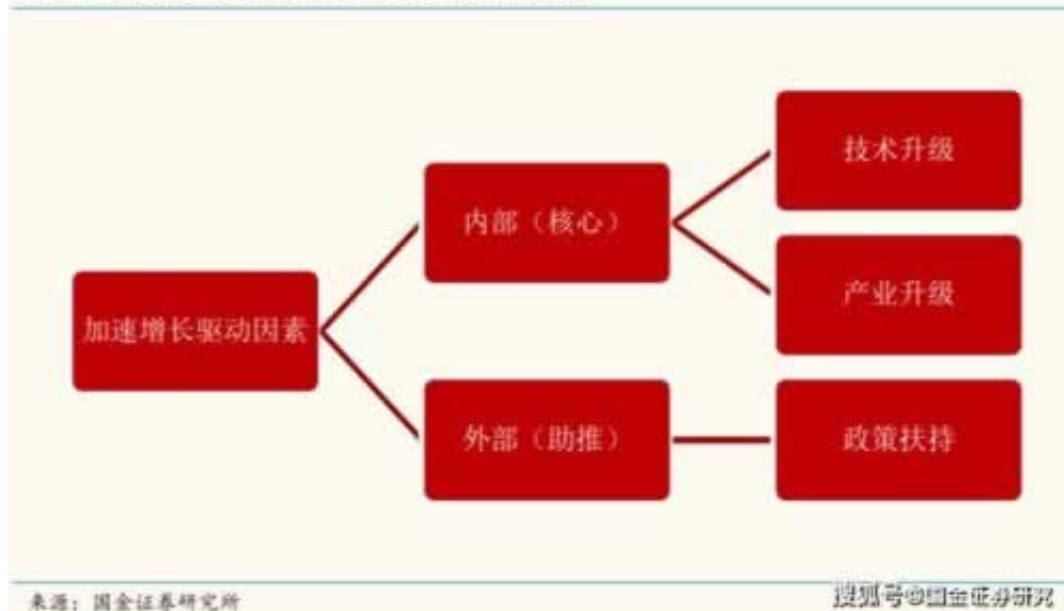 加速增长驱动因素
内部（核心）
技术升级
产业升级
外部（助推）
政策扶持
来源：国金证券研究所
搜狐号@国金证券研究